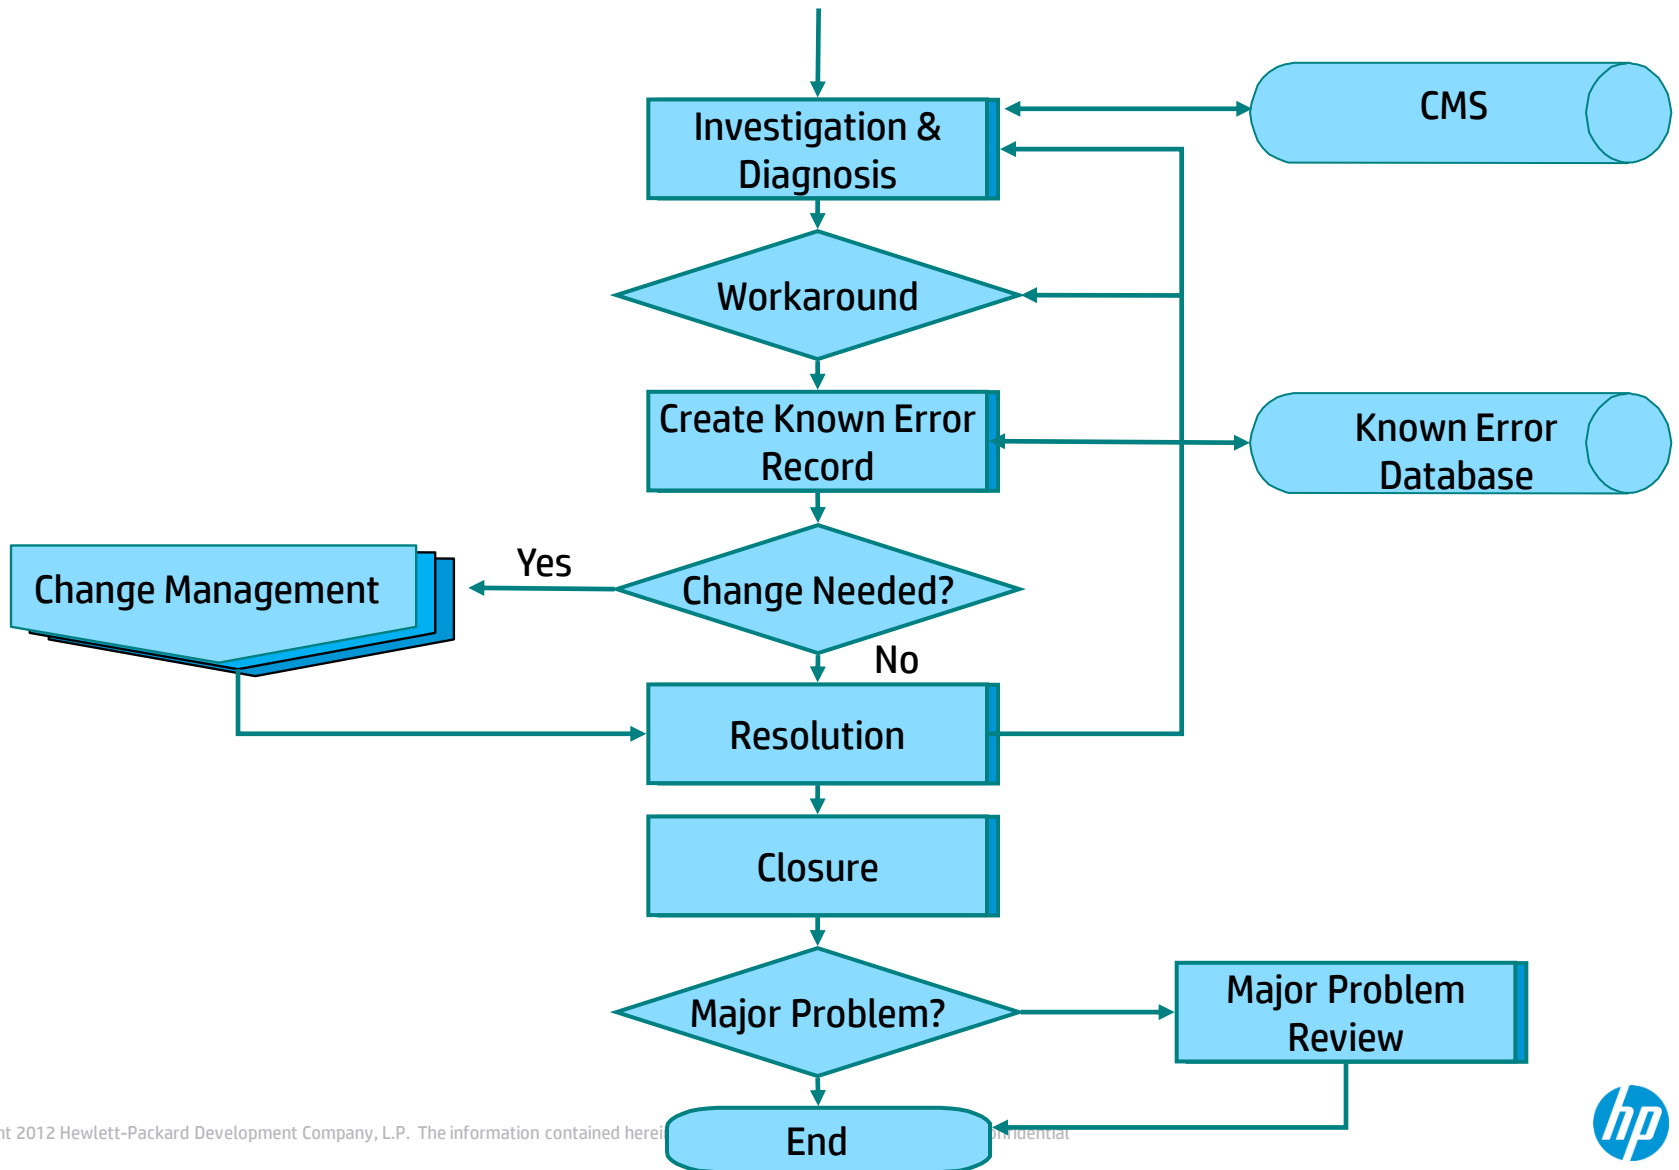 CMS
Investigation &
Diagnosis
Workaround
Create Known Error
Record
Known Error
Database
Yes
Change Management
Change Needed?
No
Resolution
Closure
Major Problem?
Major Problem
Review
nt 2012 Hewlett-Packard Development Company, L.P. The information contained herei
End
onfidential
hp